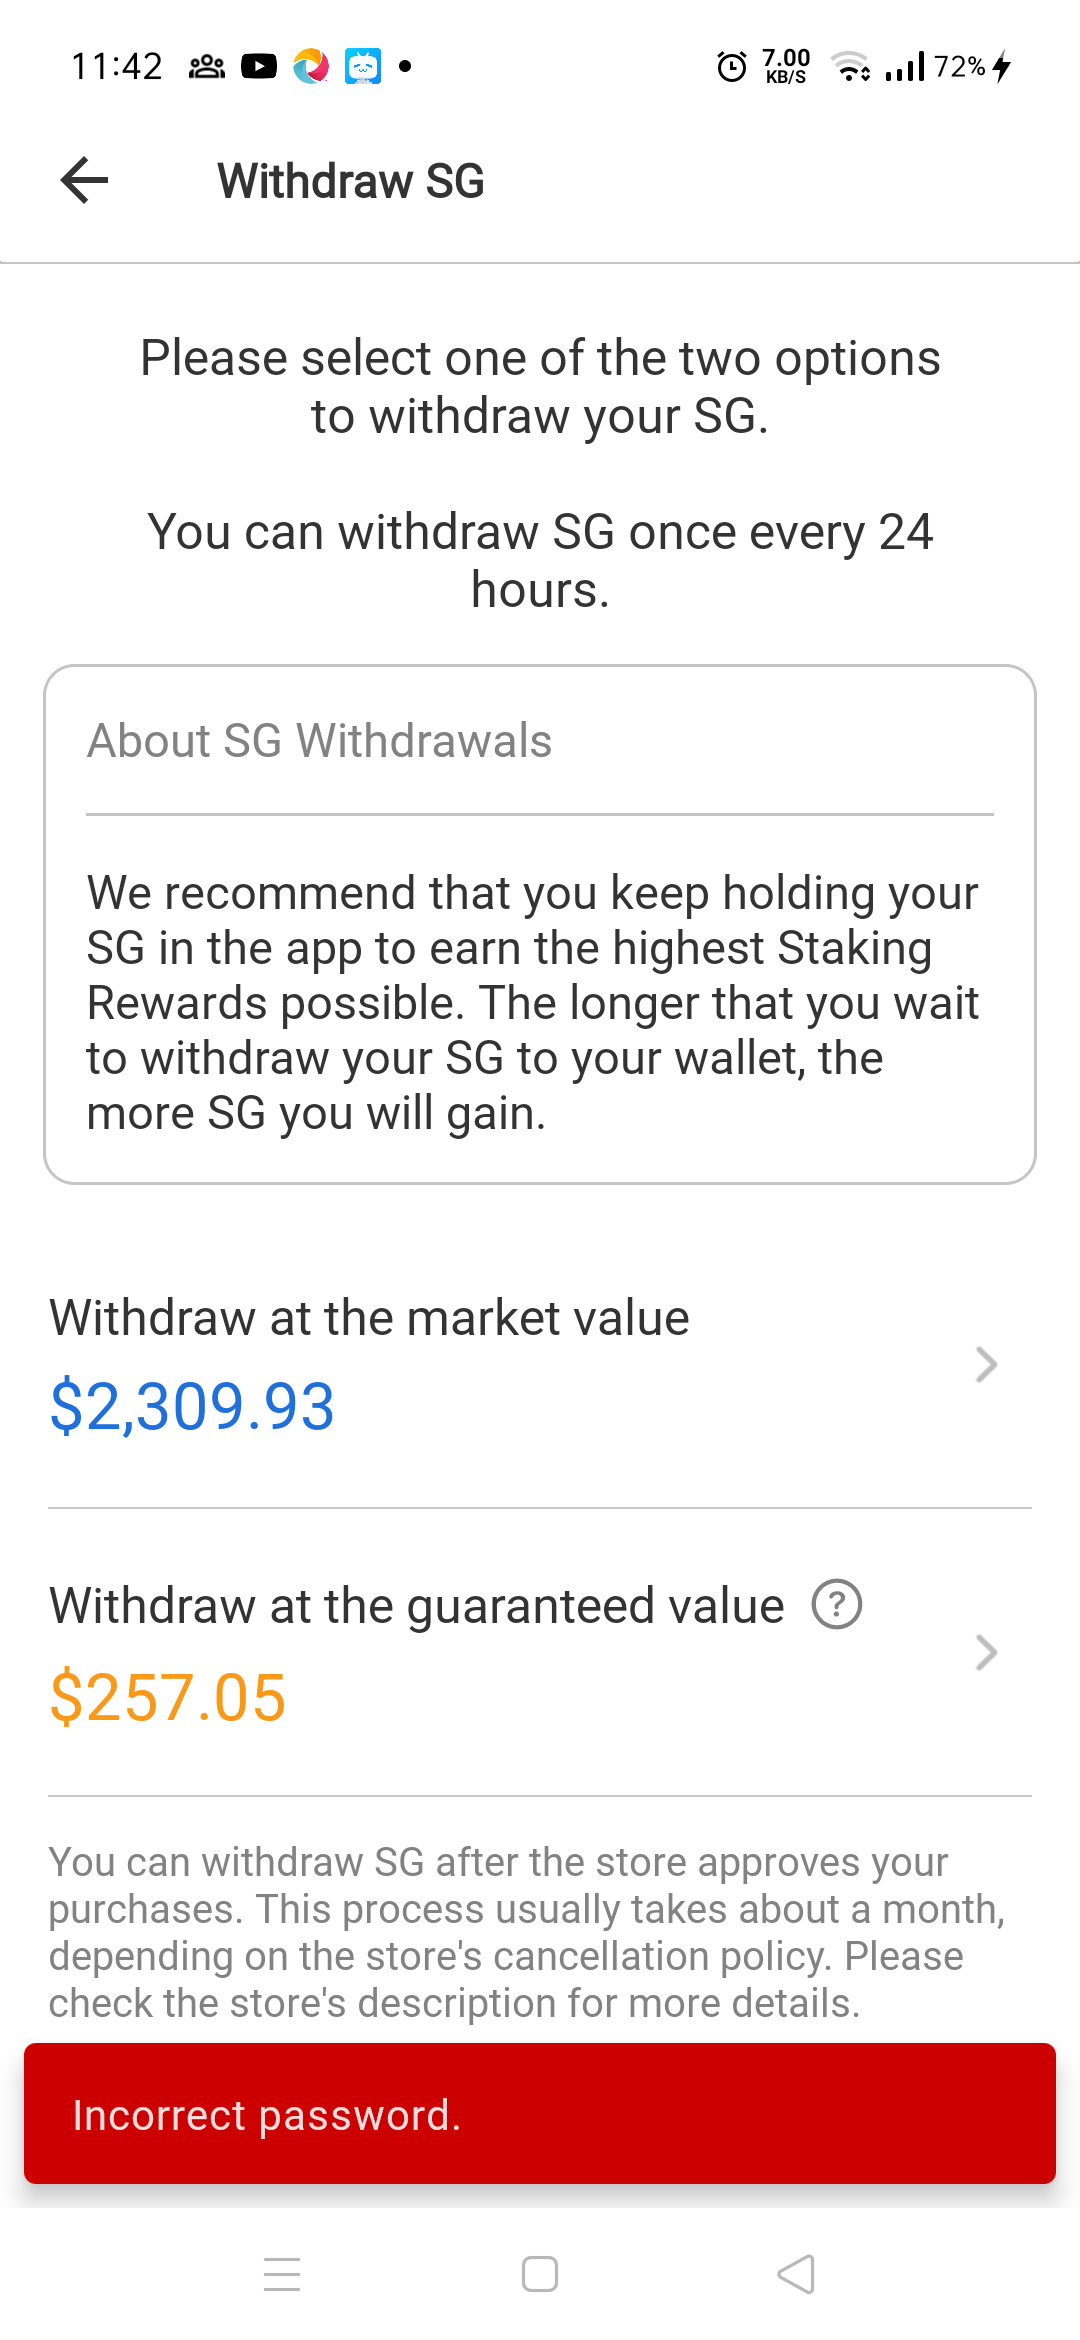 11:42
7.00
KB/S
72%
Withdraw SG
Please select one of the two options
to withdraw your SG.
You can withdraw SG once every 24
hours.
About SG Withdrawals
We recommend that you keep holding your
SG in the app to earn the highest Staking
Rewards possible. The longer that you wait
to withdraw your SG to your wallet, the
more SG you will gain.
Withdraw at the market value
$2,309.93
Withdraw at the guaranteed value ?
$257.05
You can withdraw SG after the store approves your
purchases. This process usually takes about a month,
depending on the store's cancellation policy. Please
check the store's description for more details.
Incorrect password.